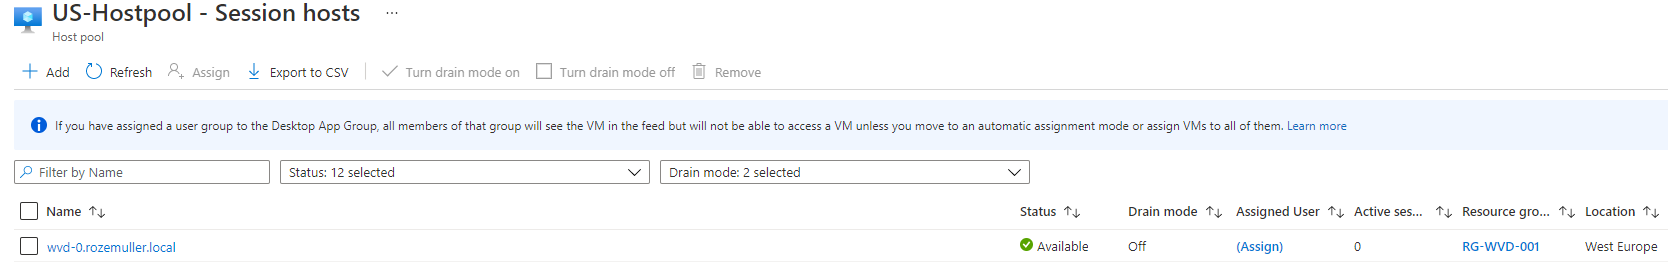 US-Hostpool - Session hosts ...
Host pool
Add Refresh Assign Export to CSV Turn drain mode on Turn drain mode off Remove
If you have assigned a user group to the Desktop App Group, all members of that group will see the VM in the feed but will not be able to access a VM unless you move to an automatic assignment mode or assign VMs to all of them. Learn more
Filter by Name Status: 12 selected Drain mode: 2 selected
Name Status Drain mode Assigned User Active ses... Resource gro... Location
wvd-0.rozemuller.local Available Off (Assign) 0 RG-WVD-001 West Europe